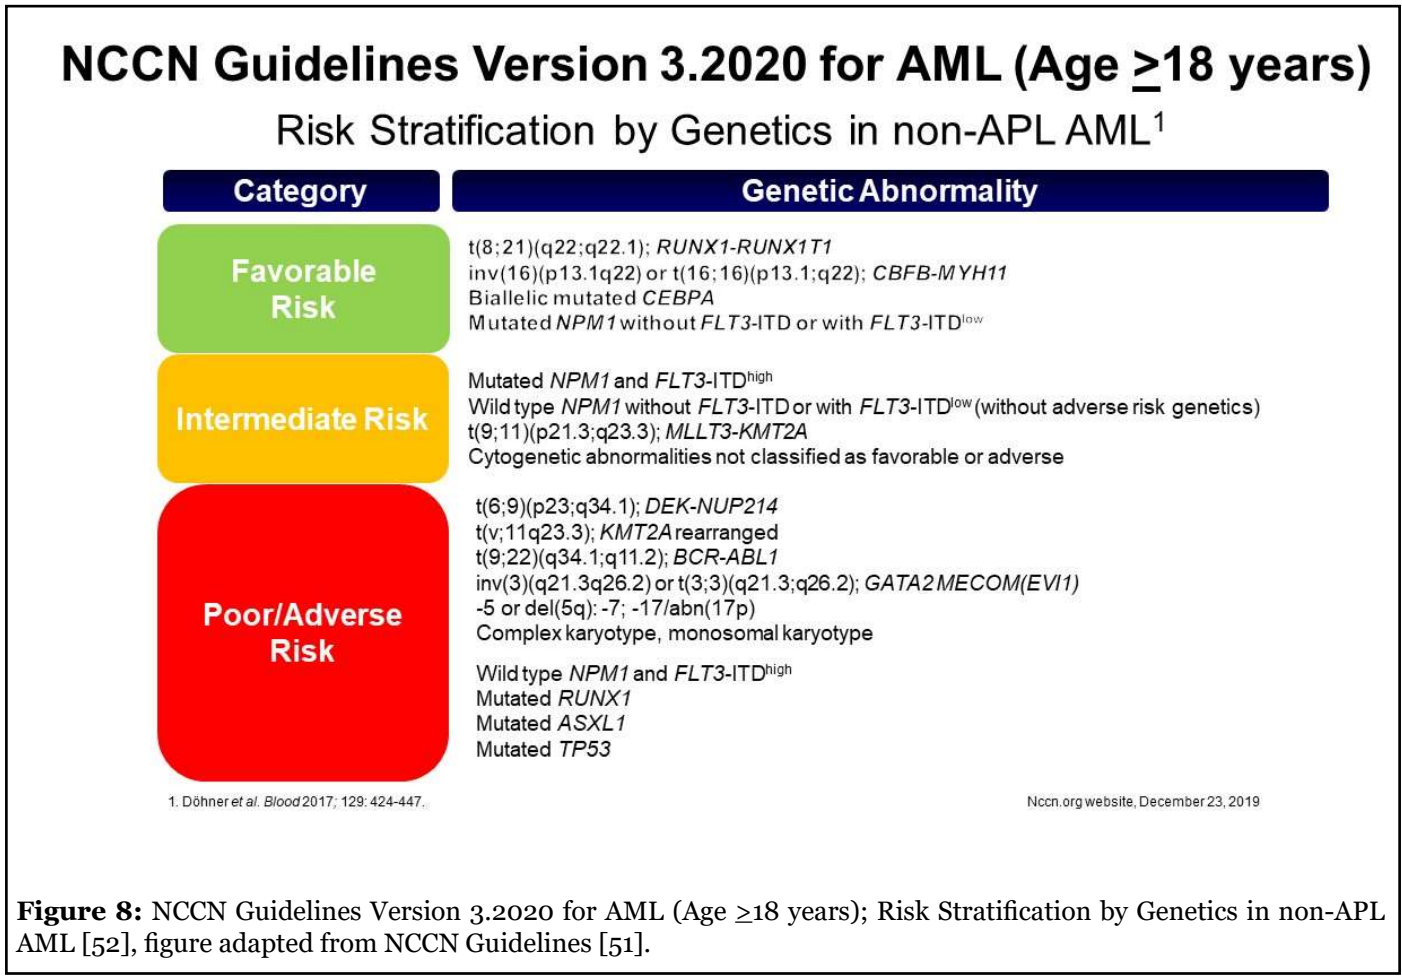 NCCN Guidelines Version 3.2020 for AML (Age ≥18 years)
Risk Stratification by Genetics in non-APL AML¹
Category
Genetic Abnormality
Favorable
Risk
t(8;21)(q22;q22.1); RUNX1-RUNX1T1
inv(16)(p13.1q22) or t(16;16)(p13.1;q22); CBFB-MYH11
Biallelic mutated CEBPA
Mutated NPM1 without FLT3-ITD or with FLT3-ITDlow
Intermediate Risk
Mutated NPM1 and FLT3-ITDhigh
Wild type NPM1 without FLT3-ITD or with FLT3-ITDlow (without adverse risk genetics)
t(9;11)(p21.3;q23.3); MLLT3-KMT2A
Cytogenetic abnormalities not classified as favorable or adverse
Poor/Adverse
Risk
t(6;9)(p23;q34.1); DEK-NUP214
t(v;11q23.3); KMT2A rearranged
t(9;22)(q34.1;q11.2); BCR-ABL1
inv(3)(q21.3q26.2) or t(3;3)(q21.3;q26.2); GATA2 MECOM(EVI1)
-5 or del(5q): -7; -17/abn(17p)
Complex karyotype, monosomal karyotype
Wild type NPM1 and FLT3-ITDhigh
Mutated RUNX1
Mutated ASXL1
Mutated TP53
1. Döhner et al. Blood 2017; 129: 424-447.
Nccn.org website, December 23, 2019
Figure 8: NCCN Guidelines Version 3.2020 for AML (Age ≥18 years); Risk Stratification by Genetics in non-APL
AML [52], figure adapted from NCCN Guidelines [51].